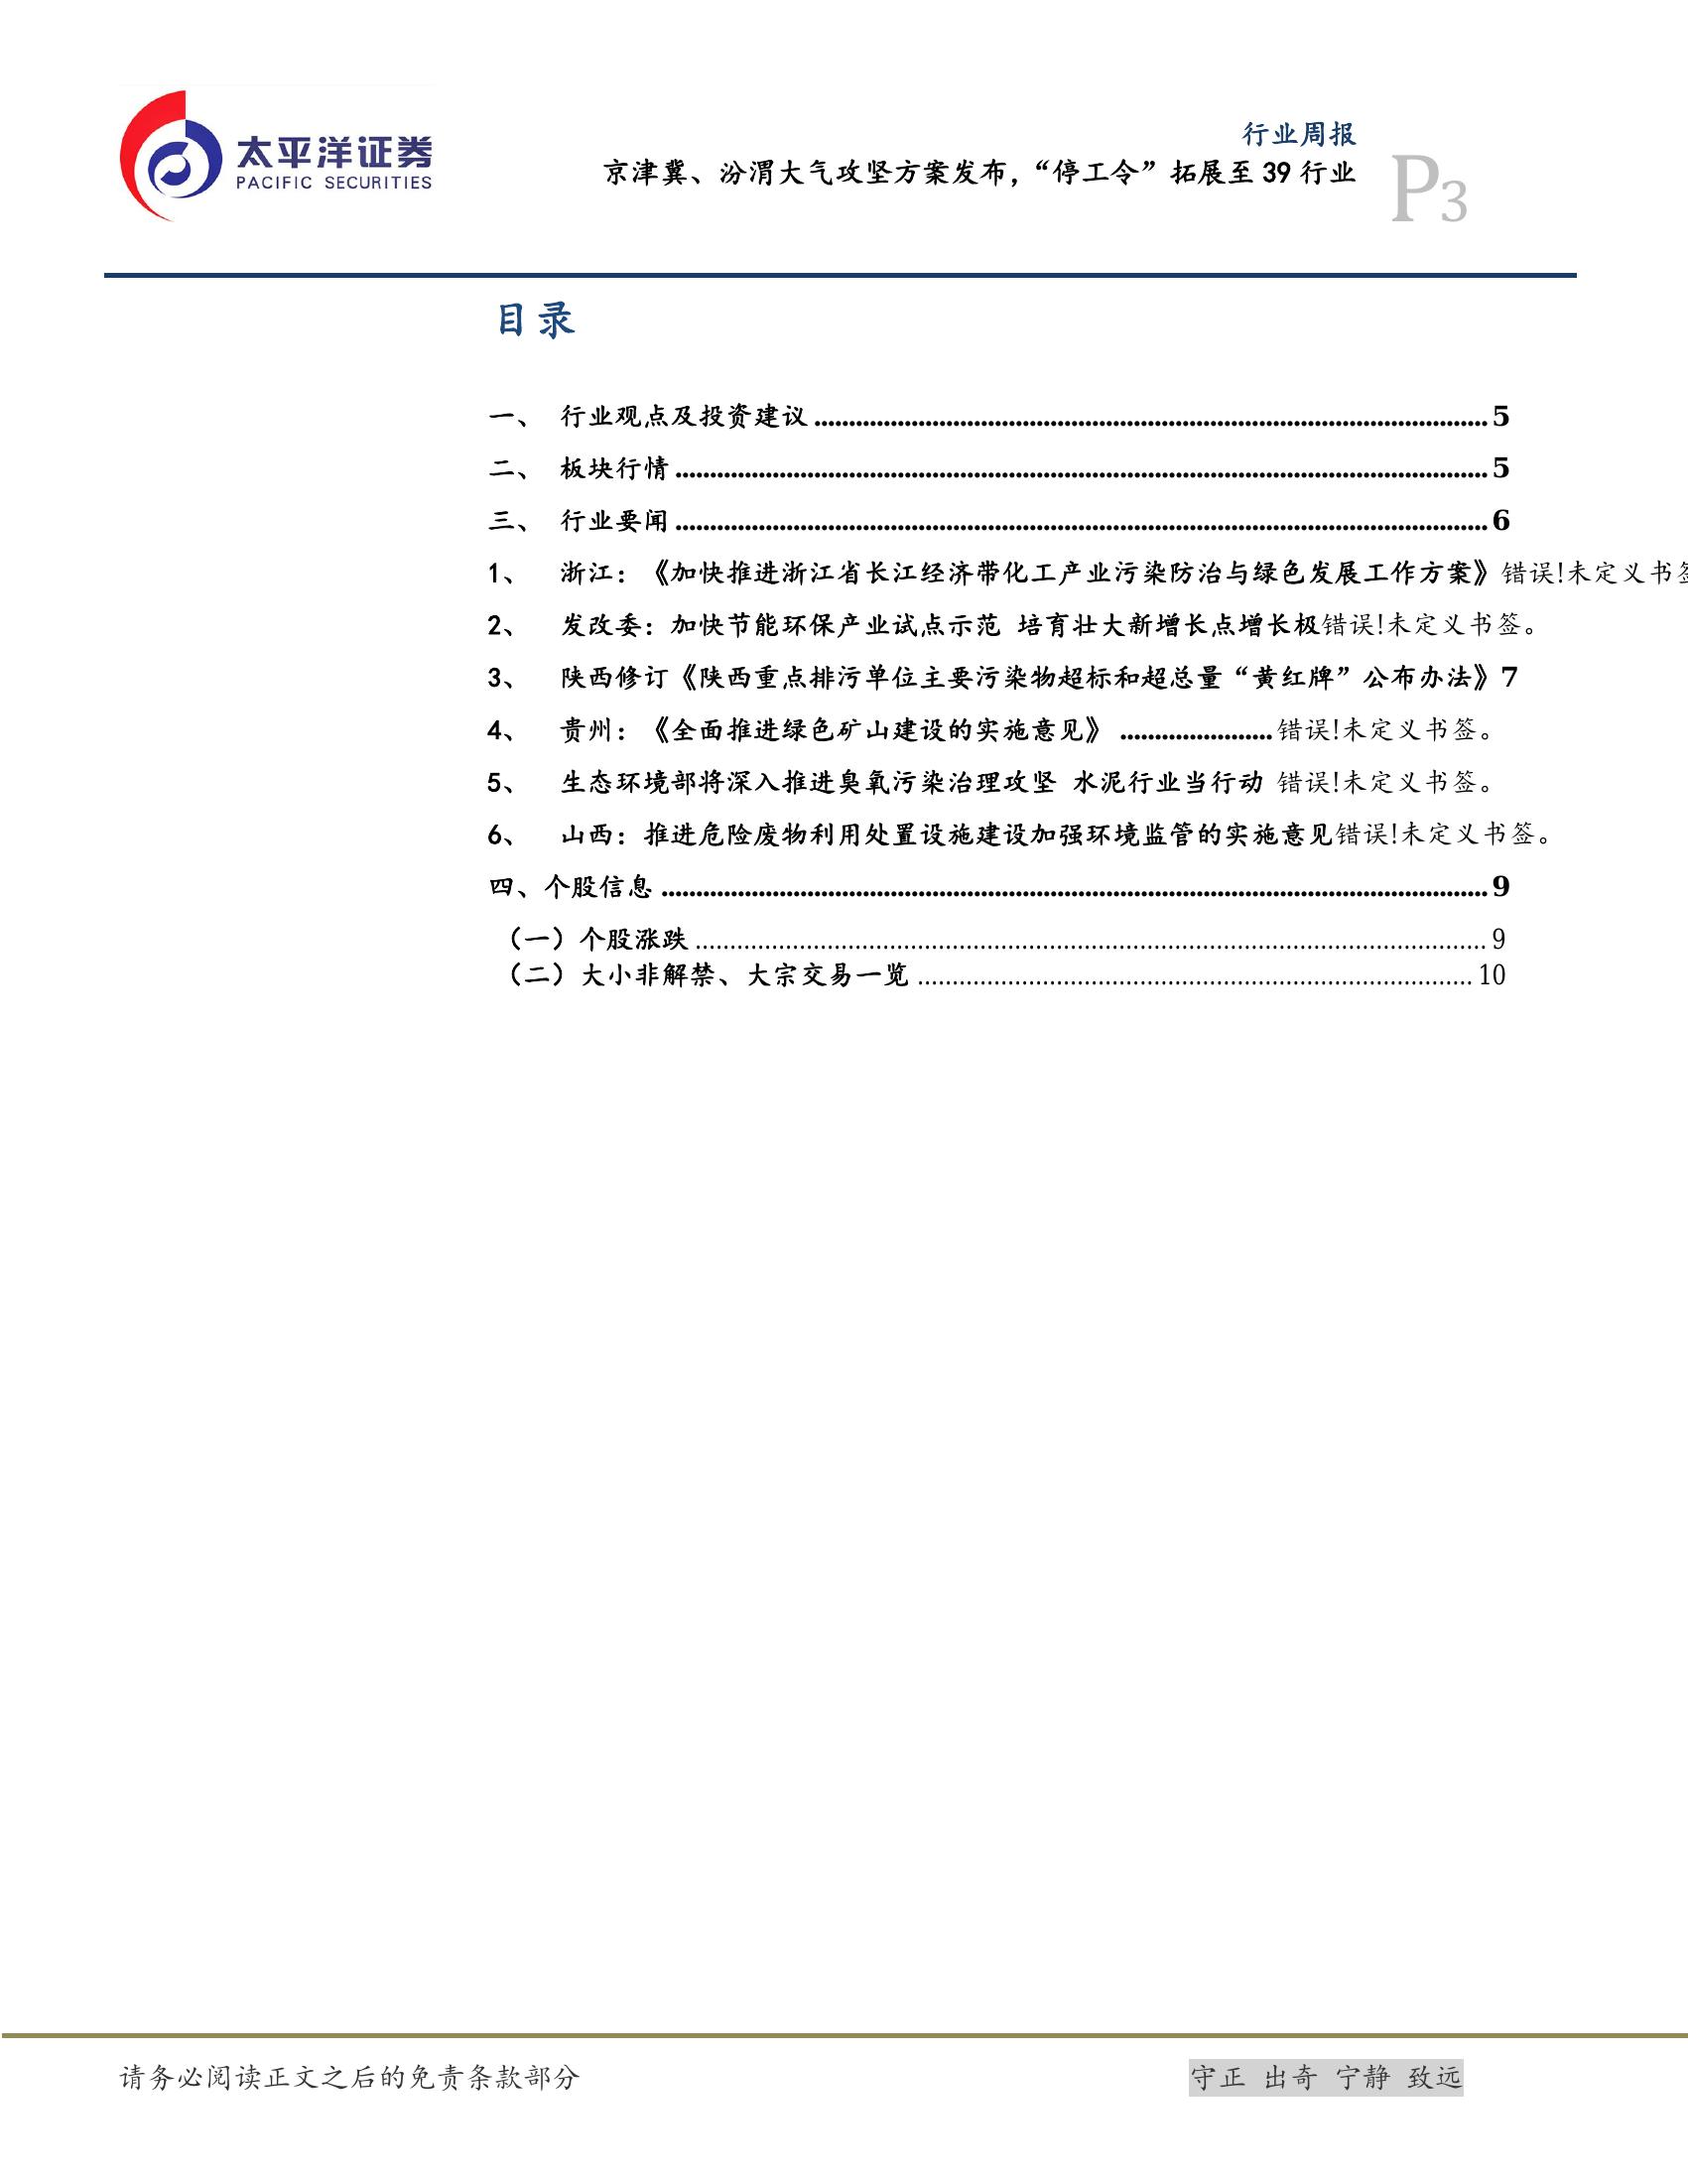 太平洋证券
PACIFIC SECURITIES
行业周报
京津冀、汾渭大气攻坚方案发布，“停工令”拓展至 39 行业
P3
目录
一、 行业观点及投资建议 5
二、 板块行情 5
三、 行业要闻 6
1、 浙江：《加快推进浙江省长江经济带化工产业污染防治与绿色发展工作方案》错误!未定义书签
2、 发改委：加快节能环保产业试点示范 培育壮大新增长点增长极错误!未定义书签。
3、 陕西修订《陕西重点排污单位主要污染物超标和超总量“黄红牌”公布办法》7
4、 贵州：《全面推进绿色矿山建设的实施意见》 错误!未定义书签。
5、 生态环境部将深入推进臭氧污染治理攻坚 水泥行业当行动 错误!未定义书签。
6、 山西：推进危险废物利用处置设施建设加强环境监管的实施意见错误!未定义书签。
四、个股信息 9
（一）个股涨跌 9
（二）大小非解禁、大宗交易一览 10
请务必阅读正文之后的免责条款部分
守正 出奇 宁静 致远